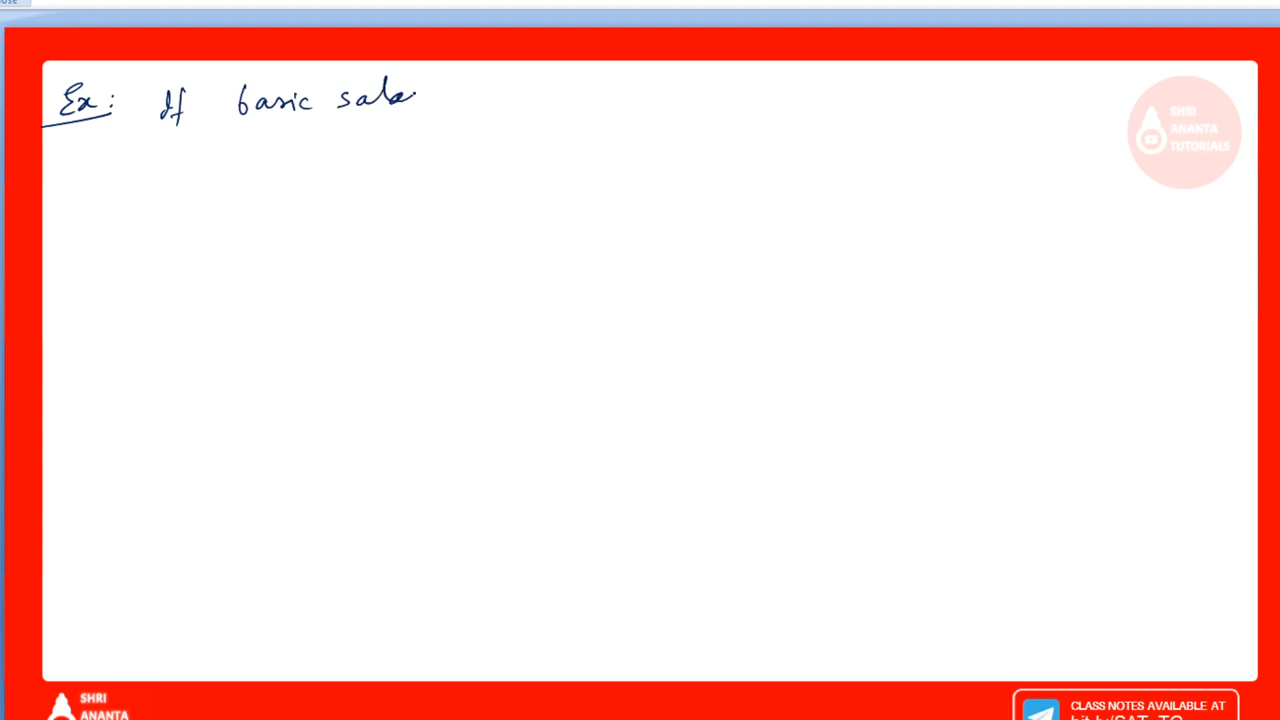 Ex: If basic sala
SHRI
ANANTA
TUTORIALS
SHRI
ANANTA
CLASS NOTES AVAILABLE AT